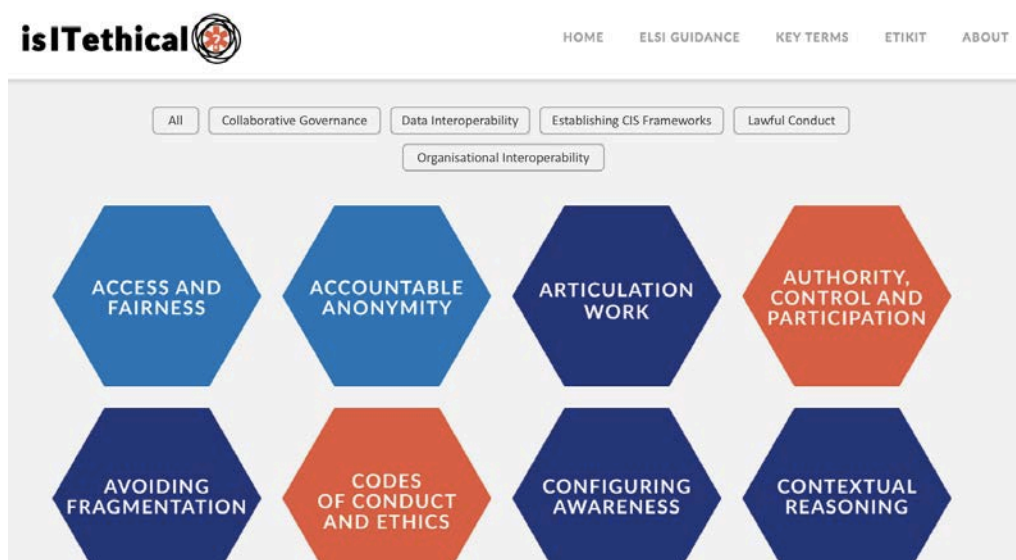 isITethical?
HOME ELSI GUIDANCE KEY TERMS ETIKIT ABOUT
All Collaborative Governance Data Interoperability Establishing CIS Frameworks Lawful Conduct
Organisational Interoperability
ACCESS AND
FAIRNESS
ACCOUNTABLE
ANONYMITY
ARTICULATION
WORK
AUTHORITY,
CONTROL AND
PARTICIPATION
AVOIDING
FRAGMENTATION
CODES
OF CONDUCT
AND ETHICS
CONFIGURING
AWARENESS
CONTEXTUAL
REASONING